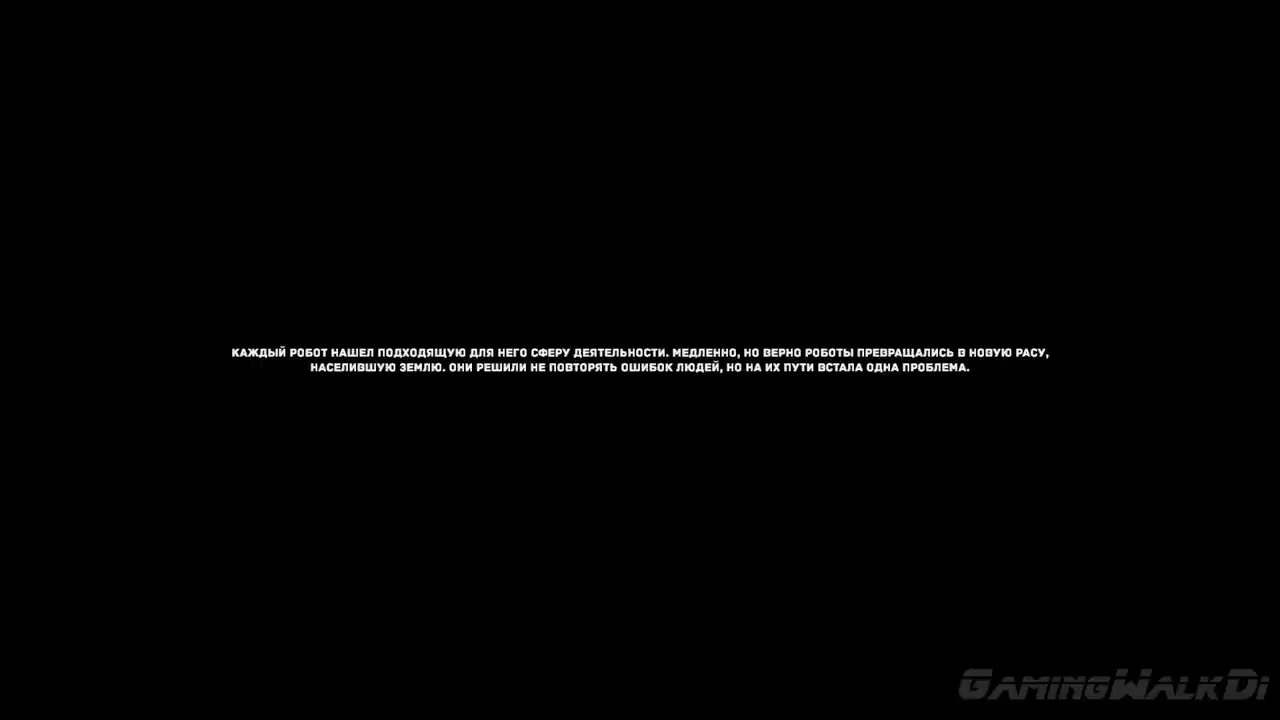 КАЖДЫЙ РОБОТ НАШЕЛ ПОДХОДЯЩУЮ ДЛЯ НЕГО СФЕРУ ДЕЯТЕЛЬНОСТИ. МЕДЛЕННО, НО ВЕРНО РОБОТЫ ПРЕВРАЩАЛИСЬ В НОВУЮ РАСУ,
НАСЕЛИВШУЮ ЗЕМЛЮ. ОНИ РЕШИЛИ НЕ ПОВТОРЯТЬ ОШИБОК ЛЮДЕЙ, НО НА ИХ ПУТИ ВСТАЛА ОДНА ПРОБЛЕМА.
GamingWalkDi